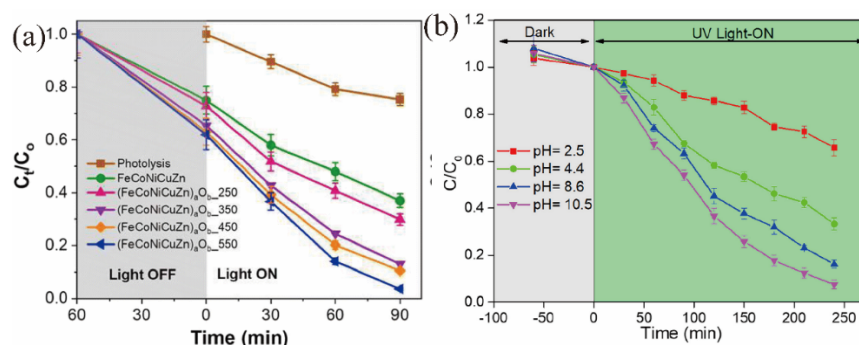 (a)
1.0
0.8
0.6
0.4
0.2
0.0
Ct/Co
Photolysis
FeCoNiCuZn
(FeCoNiCuZn)aOb_250
(FeCoNiCuZn)aOb_350
(FeCoNiCuZn)aOb_450
(FeCoNiCuZn)aOb_550
Light OFF
Light ON
60 30 0 30 60 90
Time (min)
(b)
1.2
1.0
0.8
0.6
0.4
0.2
0.0
C/C0
Dark
UV Light-ON
pH= 2.5
pH= 4.4
pH= 8.6
pH= 10.5
-100 -50 0 50 100 150 200 250
Time (min)